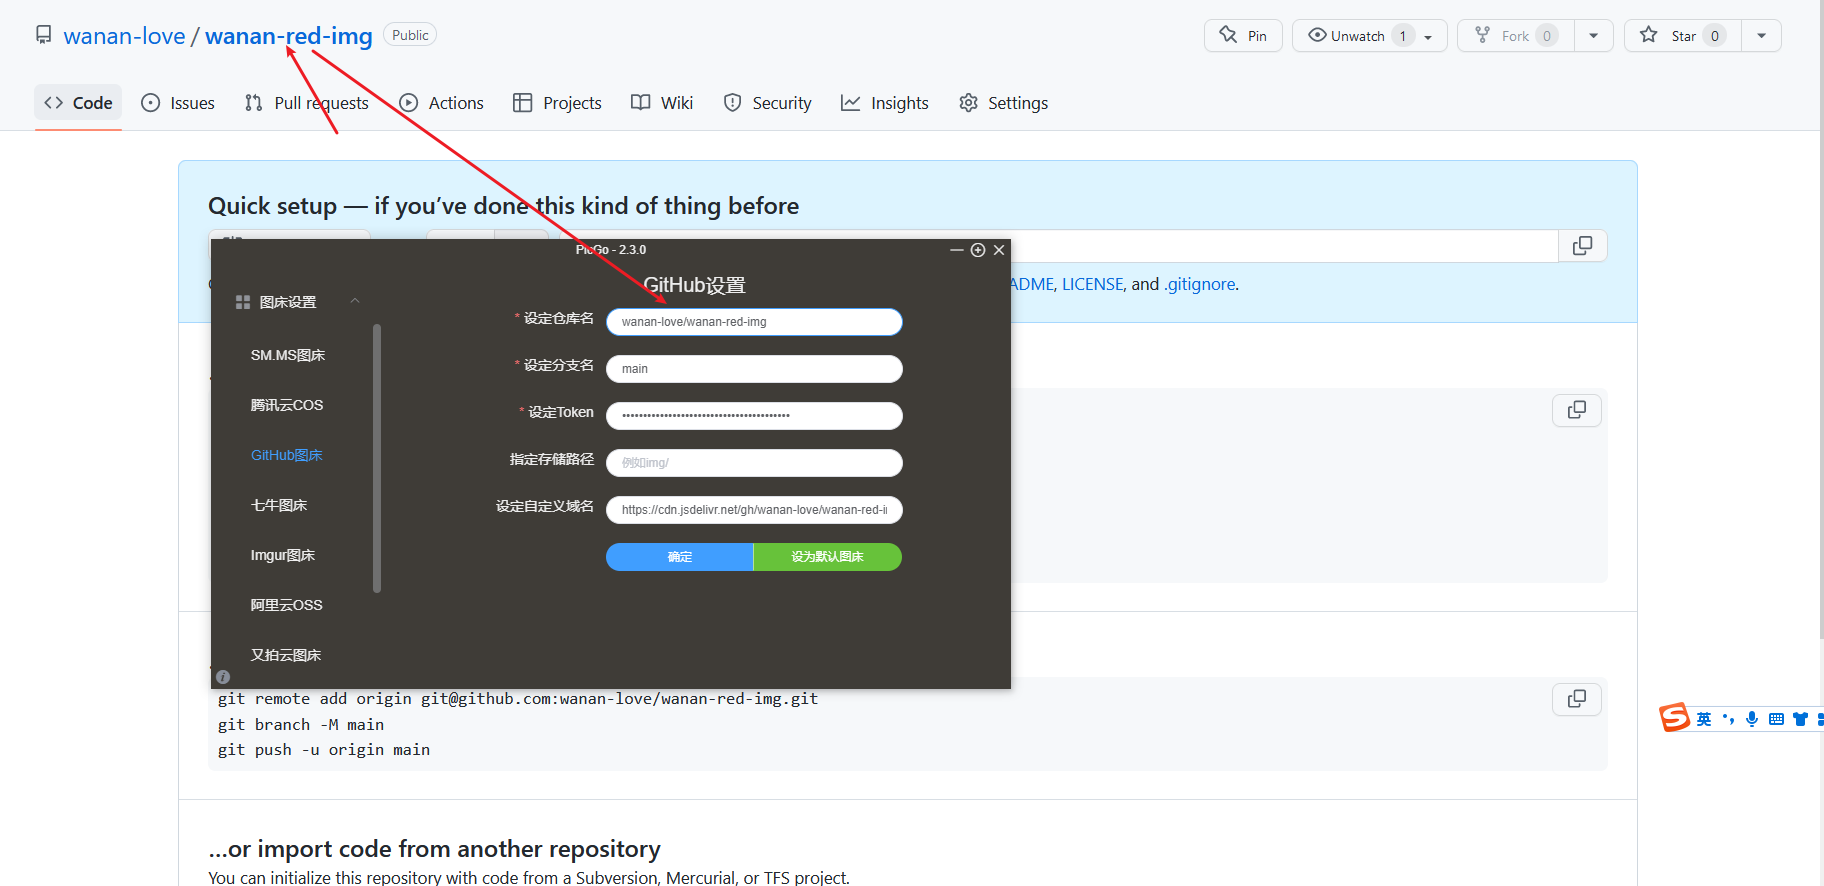 wanan-love / wanan-red-img Public
Pin
Unwatch 1
Fork 0
Star 0
Code
Issues
Pull requests
Actions
Projects
Wiki
Security
Insights
Settings
Quick setup — if you’ve done this kind of thing before
ADME, LICENSE, and .gitignore.
PicGo - 2.3.0
GitHub设置
图床设置
SM.MS图床
腾讯云COS
GitHub图床
七牛图床
Imgur图床
阿里云OSS
又拍云图床
* 设定仓库名 wanan-love/wanan-red-img
* 设定分支名 main
* 设定Token ••••••••••••••••••••••••••••••••••••••••
指定存储路径 例如img/
设定自定义域名 https://cdn.jsdelivr.net/gh/wanan-love/wanan-red-i
确定
设为默认图床
git remote add origin git@github.com:wanan-love/wanan-red-img.git
git branch -M main
git push -u origin main
英
...or import code from another repository
You can initialize this repository with code from a Subversion, Mercurial, or TFS project.